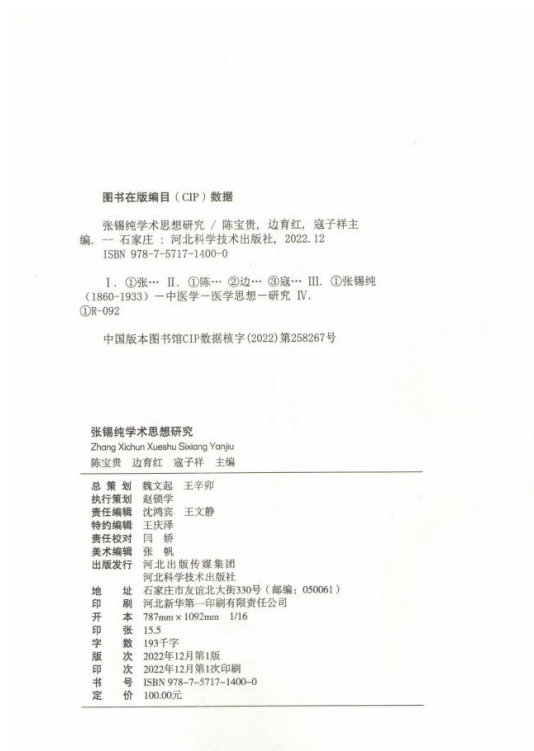 图书在版编目（CIP）数据
张锡纯学术思想研究 / 陈宝贵, 边育红, 寇子祥主
编. -- 石家庄 : 河北科学技术出版社, 2022.12
ISBN 978-7-5717-1400-0
Ⅰ. ①张… Ⅱ. ①陈… ②边… ③寇… Ⅲ. ①张锡纯
（1860-1933）－中医学－医学思想－研究 Ⅳ.
①R-092
中国版本图书馆CIP数据核字(2022)第258267号
张锡纯学术思想研究
Zhang Xichun Xueshu Sixiang Yanjiu
陈宝贵 边育红 寇子祥 主编
总 策 划 魏文起 王辛卯
执行策划 赵锁学
责任编辑 沈鸿宾 王文静
特约编辑 王庆泽
责任校对 闫 娇
美术编辑 张 帆
出版发行 河北出版传媒集团
河北科学技术出版社
地 址 石家庄市友谊北大街330号（邮编：050061）
印 刷 河北新华第一印刷有限责任公司
开 本 787mm×1092mm 1/16
印 张 15.5
字 数 193千字
版 次 2022年12月第1版
印 次 2022年12月第1次印刷
书 号 ISBN 978-7-5717-1400-0
定 价 100.00元